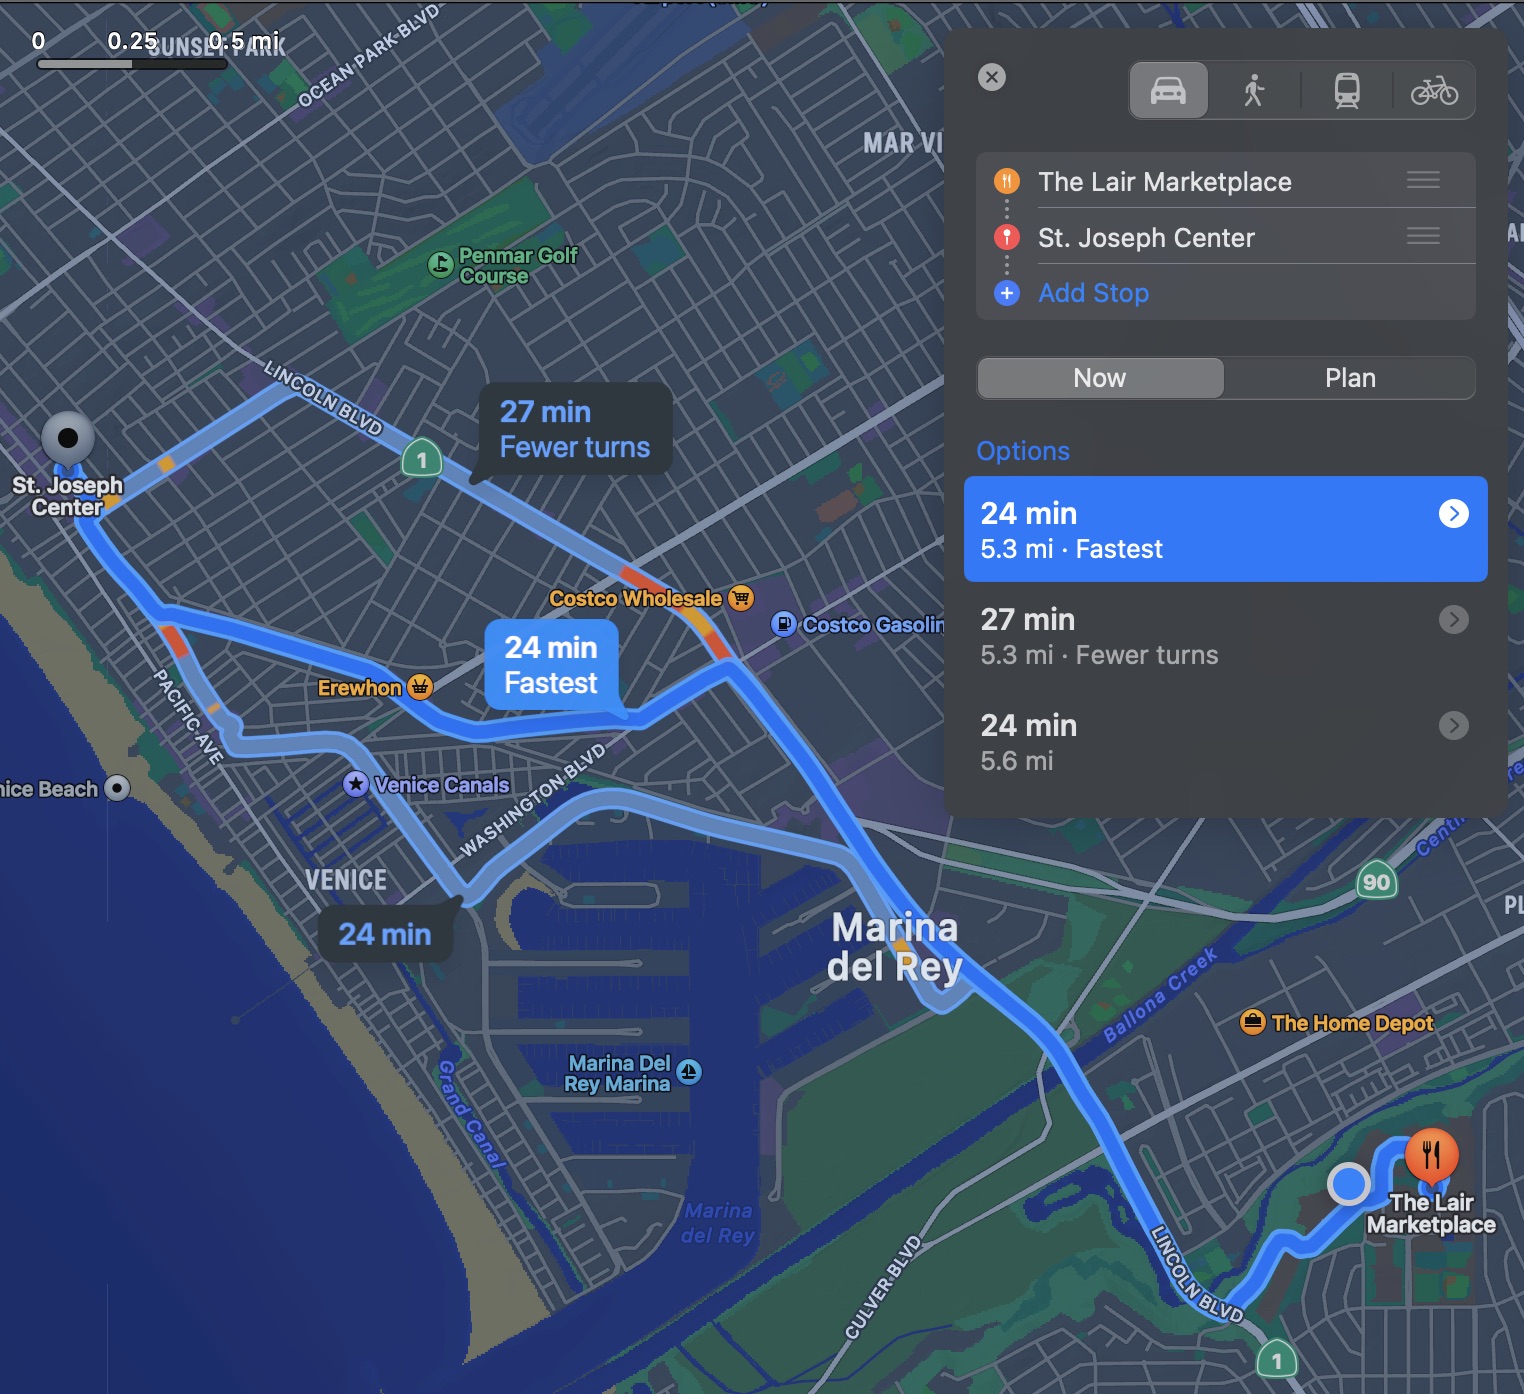 0 0.25 0.5 mi
SUNSET PARK
OCEAN PARK BLVD
MAR VI
Penmar Golf
Course
LINCOLN BLVD
1
27 min
Fewer turns
St. Joseph
Center
Costco Wholesale
Costco Gasolin
24 min
Fastest
Erewhon
PACIFIC AVE
Venice Canals
nice Beach
WASHINGTON BLVD
VENICE
24 min
Marina
del Rey
90
Centin
PL
Ballona Creek
The Home Depot
Marina Del
Rey Marina
Grand Canal
Marina
del Rey
The Lair
Marketplace
CULVER BLVD
LINCOLN BLVD
1
The Lair Marketplace
St. Joseph Center
Add Stop
Now
Plan
Options
24 min
5.3 mi · Fastest
27 min
5.3 mi · Fewer turns
24 min
5.6 mi